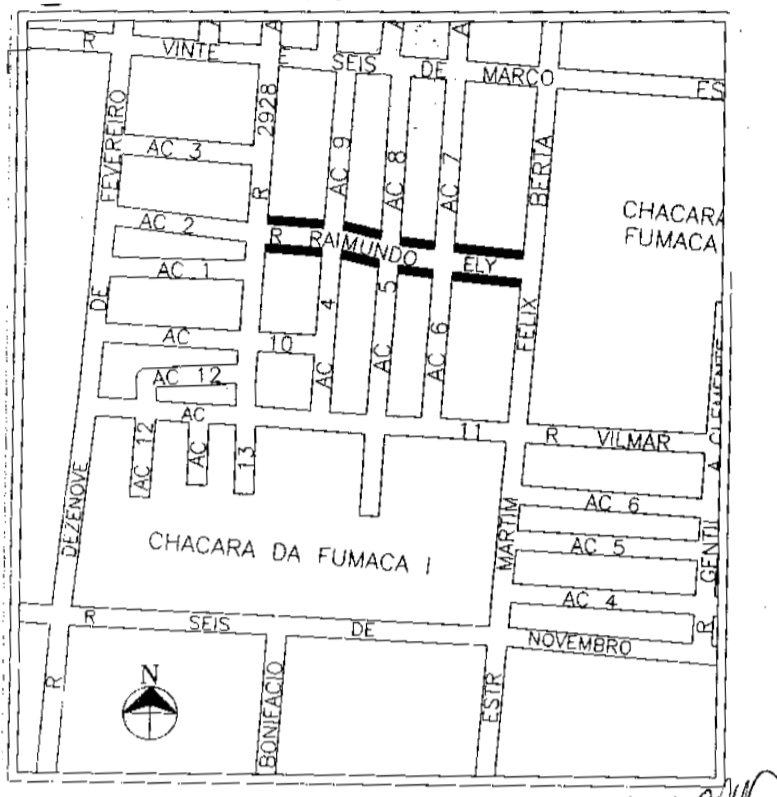 R VINTE E SEIS DE MARCO
ES
FEVEREIRO
2928
R
AC 9
AC 8
AC 7
BERTA
AC 3
CHACARA
FUMACA
AC 2
R RAIMUNDO ELY
AC 1
DE
AC 4
AC 5
AC 6
FELIX
AC
10
AC 12
AC
11
R VILMAR
A CLEMENTE
AC 12
AC
13
DEZENOVE
MARTIM
AC 6
CHACARA DA FUMACA I
AC 5
GENTIL
AC 4
R
R SEIS DE NOVEMBRO
N
R
BONIFACIO
ESTR
A
A
A